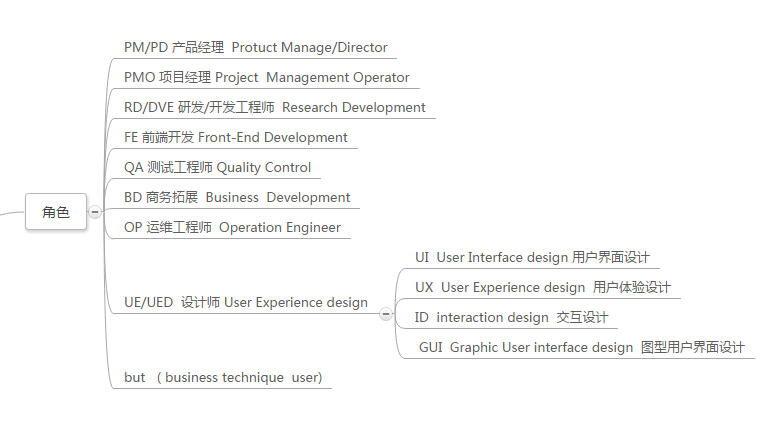 角色
PM/PD 产品经理  Protuct Manage/Director
PMO 项目经理 Project  Management Operator
RD/DVE 研发/开发工程师  Research Development
FE 前端开发 Front-End Development
QA 测试工程师 Quality Control
BD 商务拓展  Business  Development
OP 运维工程师  Operation Engineer
UE/UED  设计师 User Experience design
UI  User Interface design 用户界面设计
UX  User Experience design  用户体验设计
ID  interaction design  交互设计
GUI  Graphic User interface design  图型用户界面设计
but （ business technique  user)